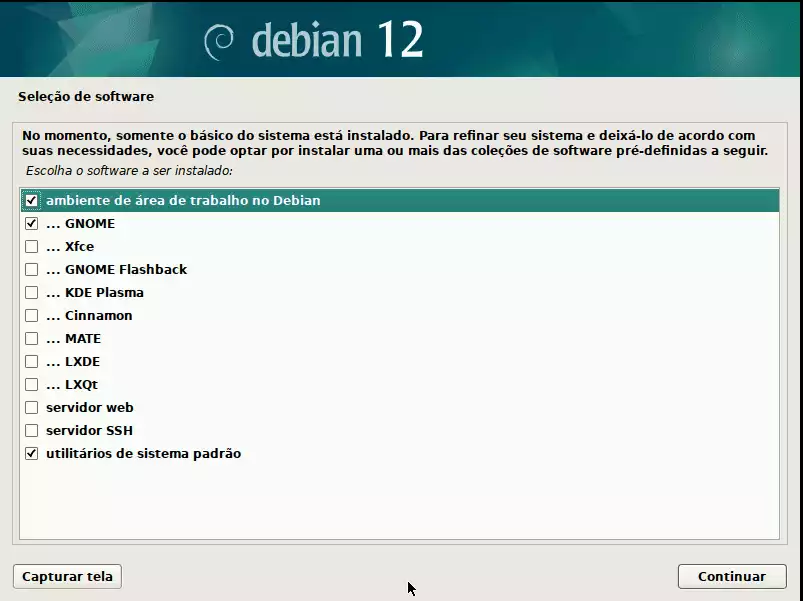 debian 12
Seleção de software
No momento, somente o básico do sistema está instalado. Para refinar seu sistema e deixá-lo de acordo com
suas necessidades, você pode optar por instalar uma ou mais das coleções de software pré-definidas a seguir.
Escolha o software a ser instalado:
ambiente de área de trabalho no Debian
... GNOME
... Xfce
... GNOME Flashback
... KDE Plasma
... Cinnamon
... MATE
... LXDE
... LXQt
servidor web
servidor SSH
utilitários de sistema padrão
Capturar tela
Continuar